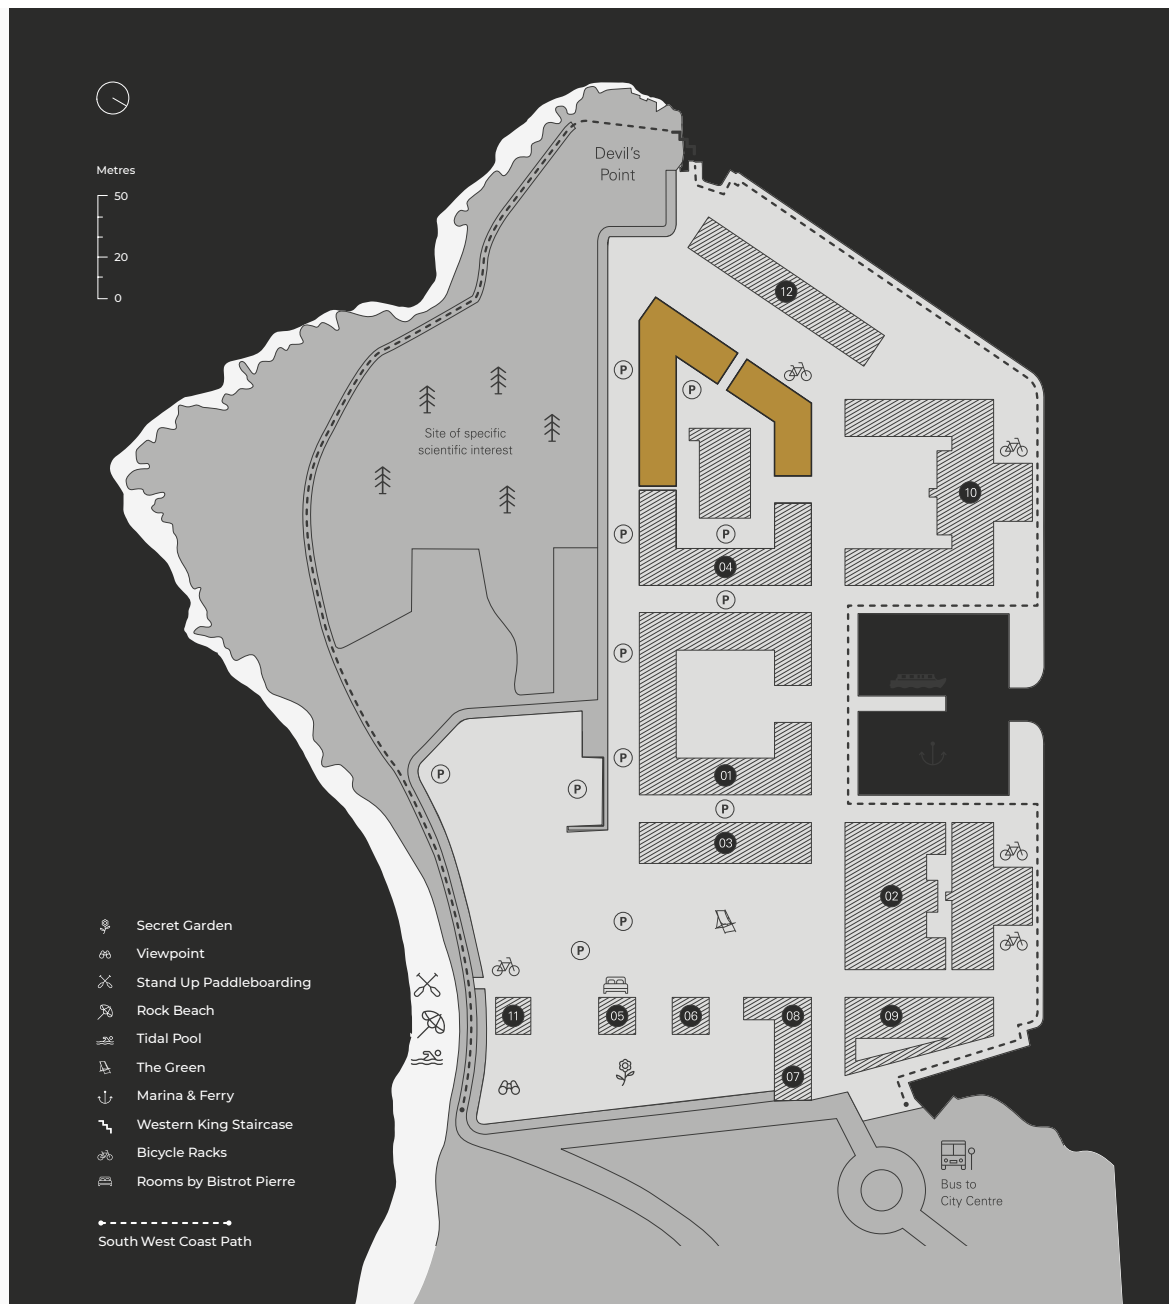 Devil's
Point
Metres
50
20
0
12
P
P
Site of specific
scientific interest
10
P
P
04
P
P
P
01
P
P
P
03
02
P
P
11
05
06
08
09
07
Secret Garden
Viewpoint
Stand Up Paddleboarding
Rock Beach
Tidal Pool
The Green
Marina & Ferry
Western King Staircase
Bicycle Racks
Rooms by Bistrot Pierre
South West Coast Path
Bus to
City Centre